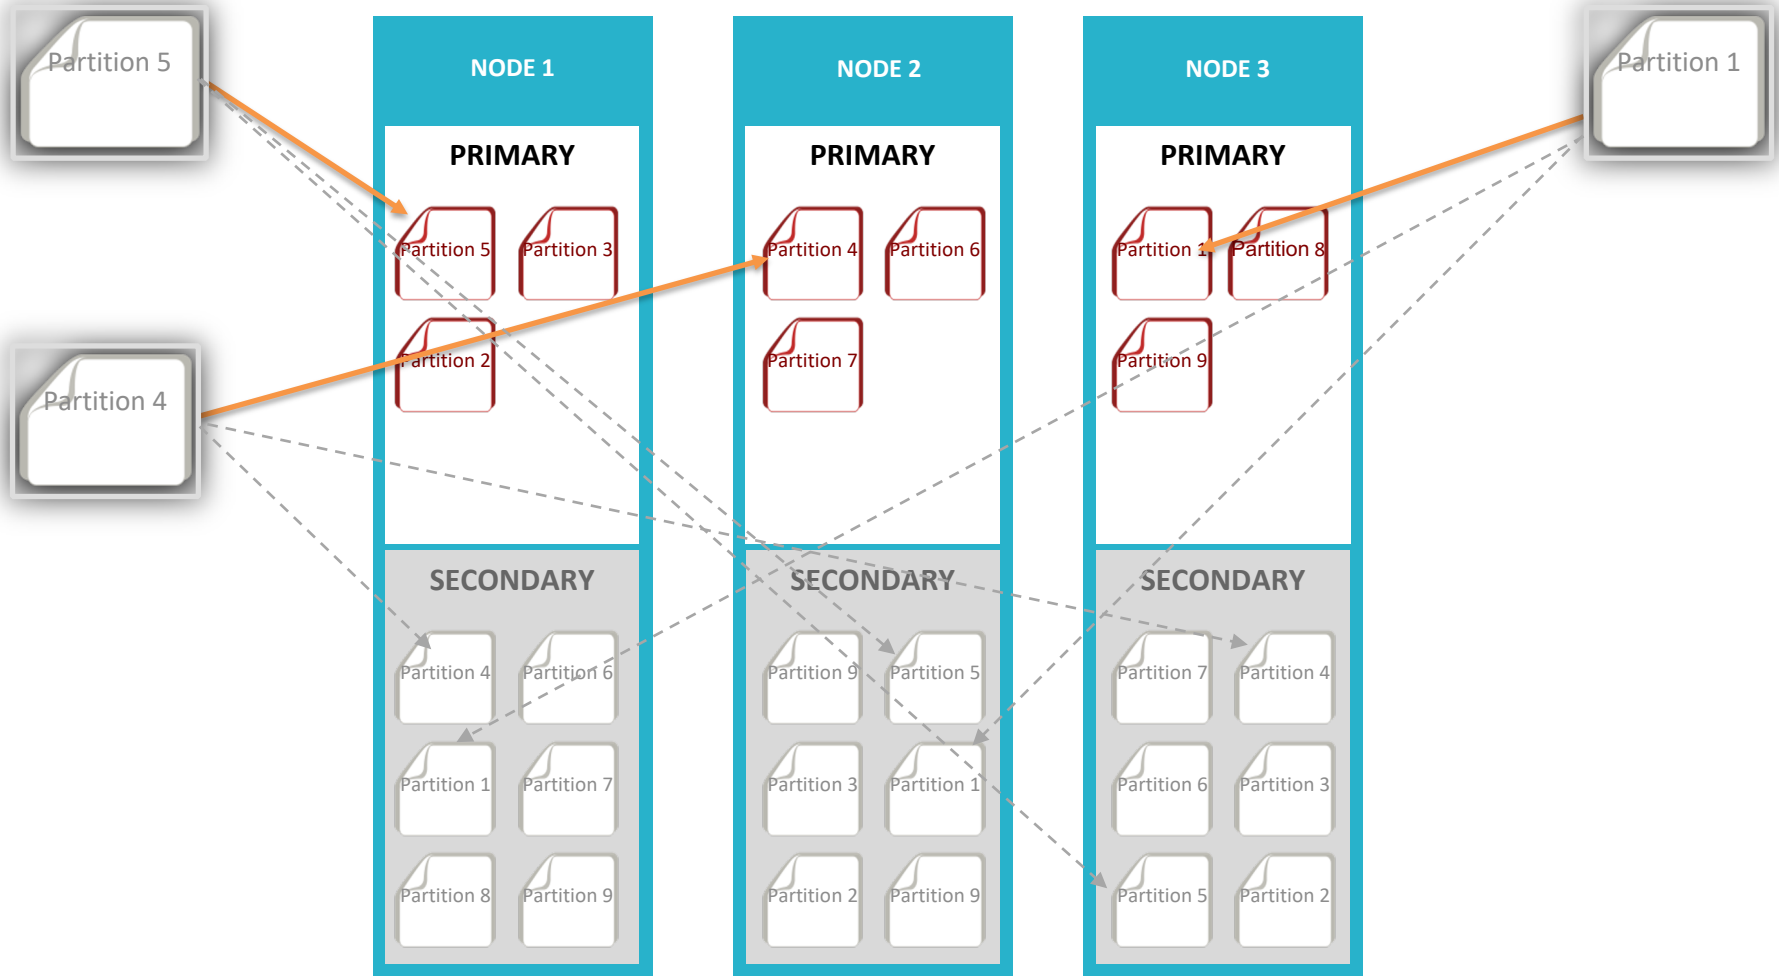 Partition 5
Partition 4
NODE 1
PRIMARY
Partition 5
Partition 3
Partition 2
SECONDARY
Partition 4
Partition 6
Partition 1
Partition 7
Partition 8
Partition 9
NODE 2
PRIMARY
Partition 4
Partition 6
Partition 7
SECONDARY
Partition 9
Partition 5
Partition 3
Partition 1
Partition 2
Partition 9
NODE 3
PRIMARY
Partition 1
Partition 8
Partition 9
SECONDARY
Partition 7
Partition 4
Partition 6
Partition 3
Partition 5
Partition 2
Partition 1